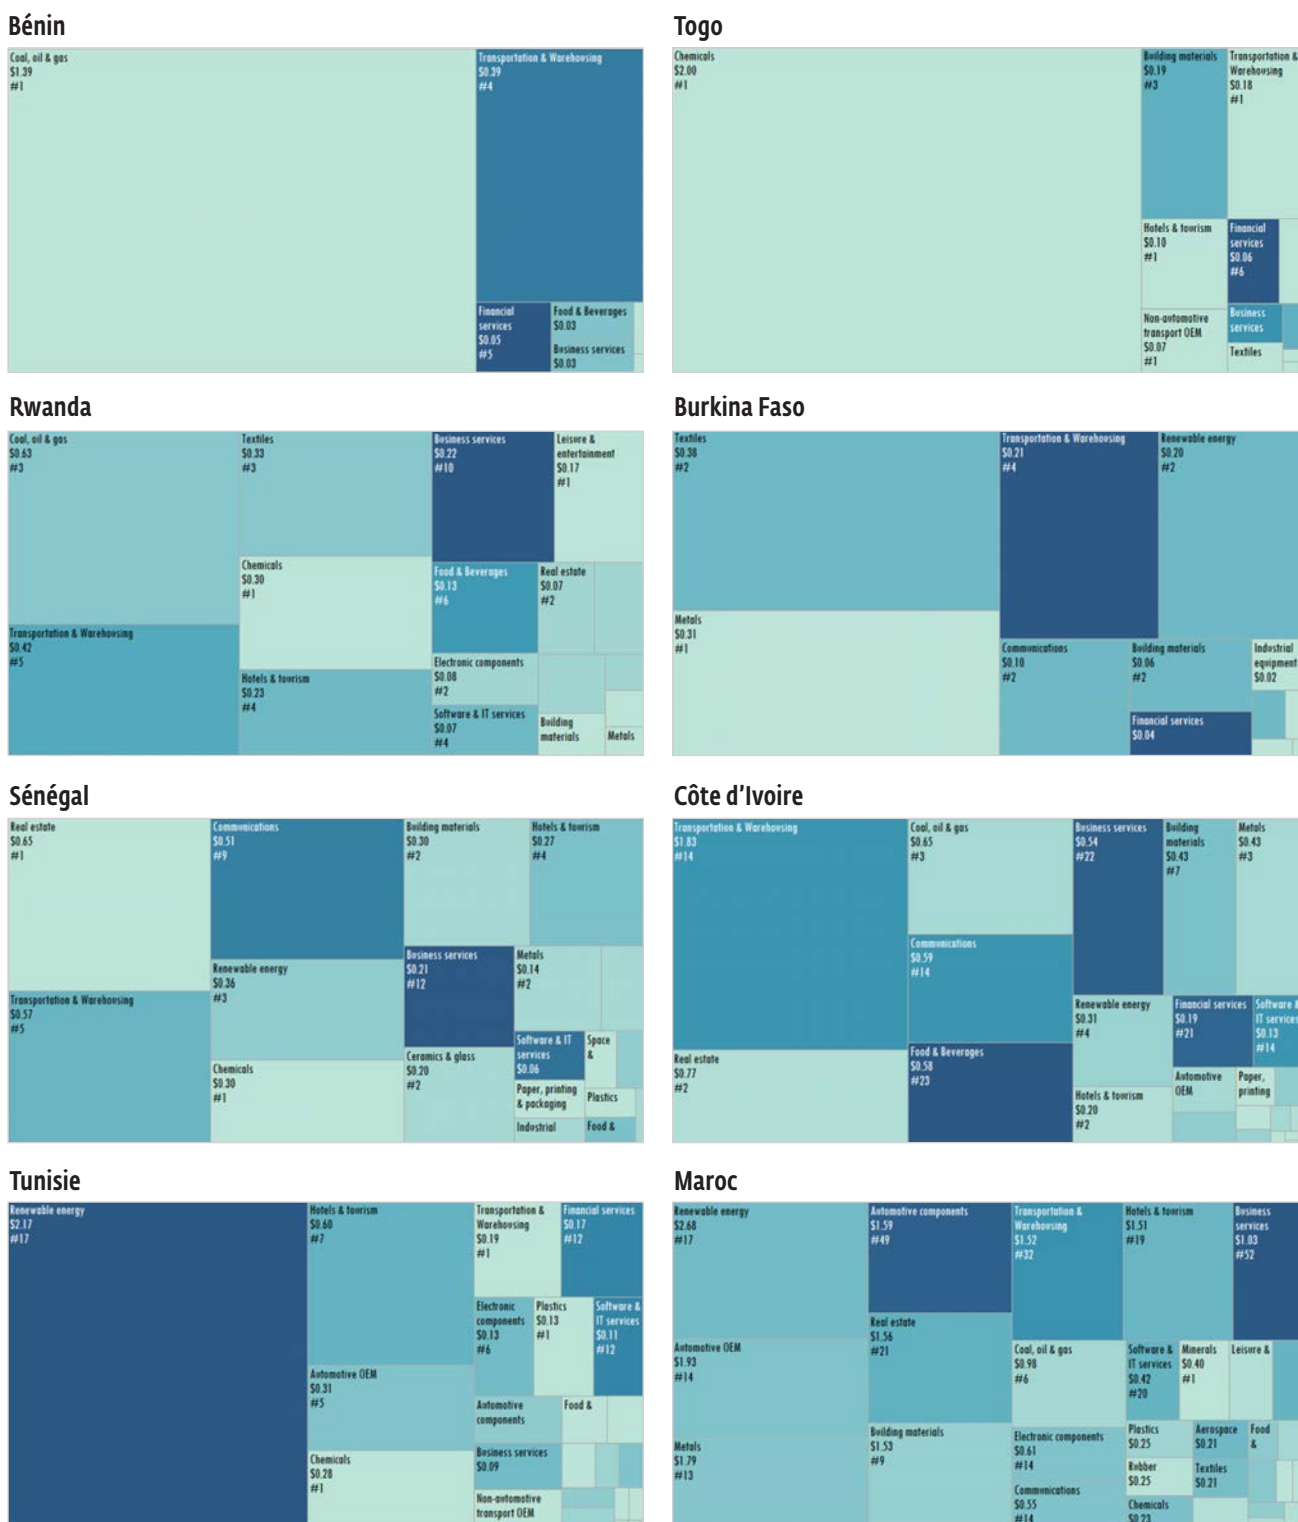 Bénin
Coal, oil & gas
$1.39
#1
Transportation & Warehousing
$0.39
#4
Financial
services
$0.05
#5
Food & Beverages
$0.03
Business services
$0.03
Togo
Chemicals
$2.00
#1
Building materials
$0.19
#3
Transportation &
Warehousing
$0.18
#1
Hotels & tourism
$0.10
#1
Financial
services
$0.06
#6
Non-automotive
transport OEM
$0.07
#1
Business
services
Textiles
Rwanda
Coal, oil & gas
$0.63
#3
Textiles
$0.33
#3
Business services
$0.22
#10
Leisure &
entertainment
$0.17
#1
Chemicals
$0.30
#1
Food & Beverages
$0.13
#6
Real estate
$0.07
#2
Transportation & Warehousing
$0.42
#5
Hotels & tourism
$0.23
#4
Electronic components
$0.08
#2
Software & IT services
$0.07
#4
Building
materials
Metals
Burkina Faso
Textiles
$0.38
#2
Transportation & Warehousing
$0.21
#4
Renewable energy
$0.20
#2
Metals
$0.31
#1
Communications
$0.10
#2
Building materials
$0.06
#2
Industrial
equipment
$0.02
Financial services
$0.04
Sénégal
Real estate
$0.65
#1
Communications
$0.51
#9
Building materials
$0.30
#2
Hotels & tourism
$0.27
#4
Transportation & Warehousing
$0.57
#5
Renewable energy
$0.36
#3
Business services
$0.21
#12
Metals
$0.14
#2
Chemicals
$0.30
#1
Ceramics & glass
$0.20
#2
Software & IT
services
$0.06
Space
&
Paper, printing
& packaging
Plastics
Industrial
Food &
Côte d'Ivoire
Transportation & Warehousing
$1.83
#14
Coal, oil & gas
$0.65
#3
Business services
$0.54
#22
Building
materials
$0.43
#7
Metals
$0.43
#3
Communications
$0.59
#14
Real estate
$0.77
#2
Food & Beverages
$0.58
#23
Renewable energy
$0.31
#4
Financial services
$0.19
#21
Software &
IT services
$0.13
#14
Hotels & tourism
$0.20
#2
Automotive
OEM
Paper,
printing
Tunisie
Renewable energy
$2.17
#17
Hotels & tourism
$0.60
#7
Transportation &
Warehousing
$0.19
#1
Financial services
$0.17
#12
Electronic
components
$0.13
#6
Plastics
$0.13
#1
Software &
IT services
$0.11
#12
Automotive OEM
$0.31
#5
Automotive
components
Food &
Chemicals
$0.28
#1
Business services
$0.09
Non-automotive
transport OEM
Maroc
Renewable energy
$2.68
#17
Automotive components
$1.59
#49
Transportation &
Warehousing
$1.52
#32
Hotels & tourism
$1.51
#19
Business
services
$1.03
#52
Automotive OEM
$1.93
#14
Real estate
$1.56
#21
Coal, oil & gas
$0.98
#6
Software &
IT services
$0.42
#20
Minerals
$0.40
#1
Leisure &
Metals
$1.79
#13
Building materials
$1.53
#9
Electronic components
$0.61
#14
Plastics
$0.25
Aerospace
$0.21
Food
&
Rubber
$0.25
Textiles
$0.21
Communications
$0.55
#14
Chemicals
$0.23